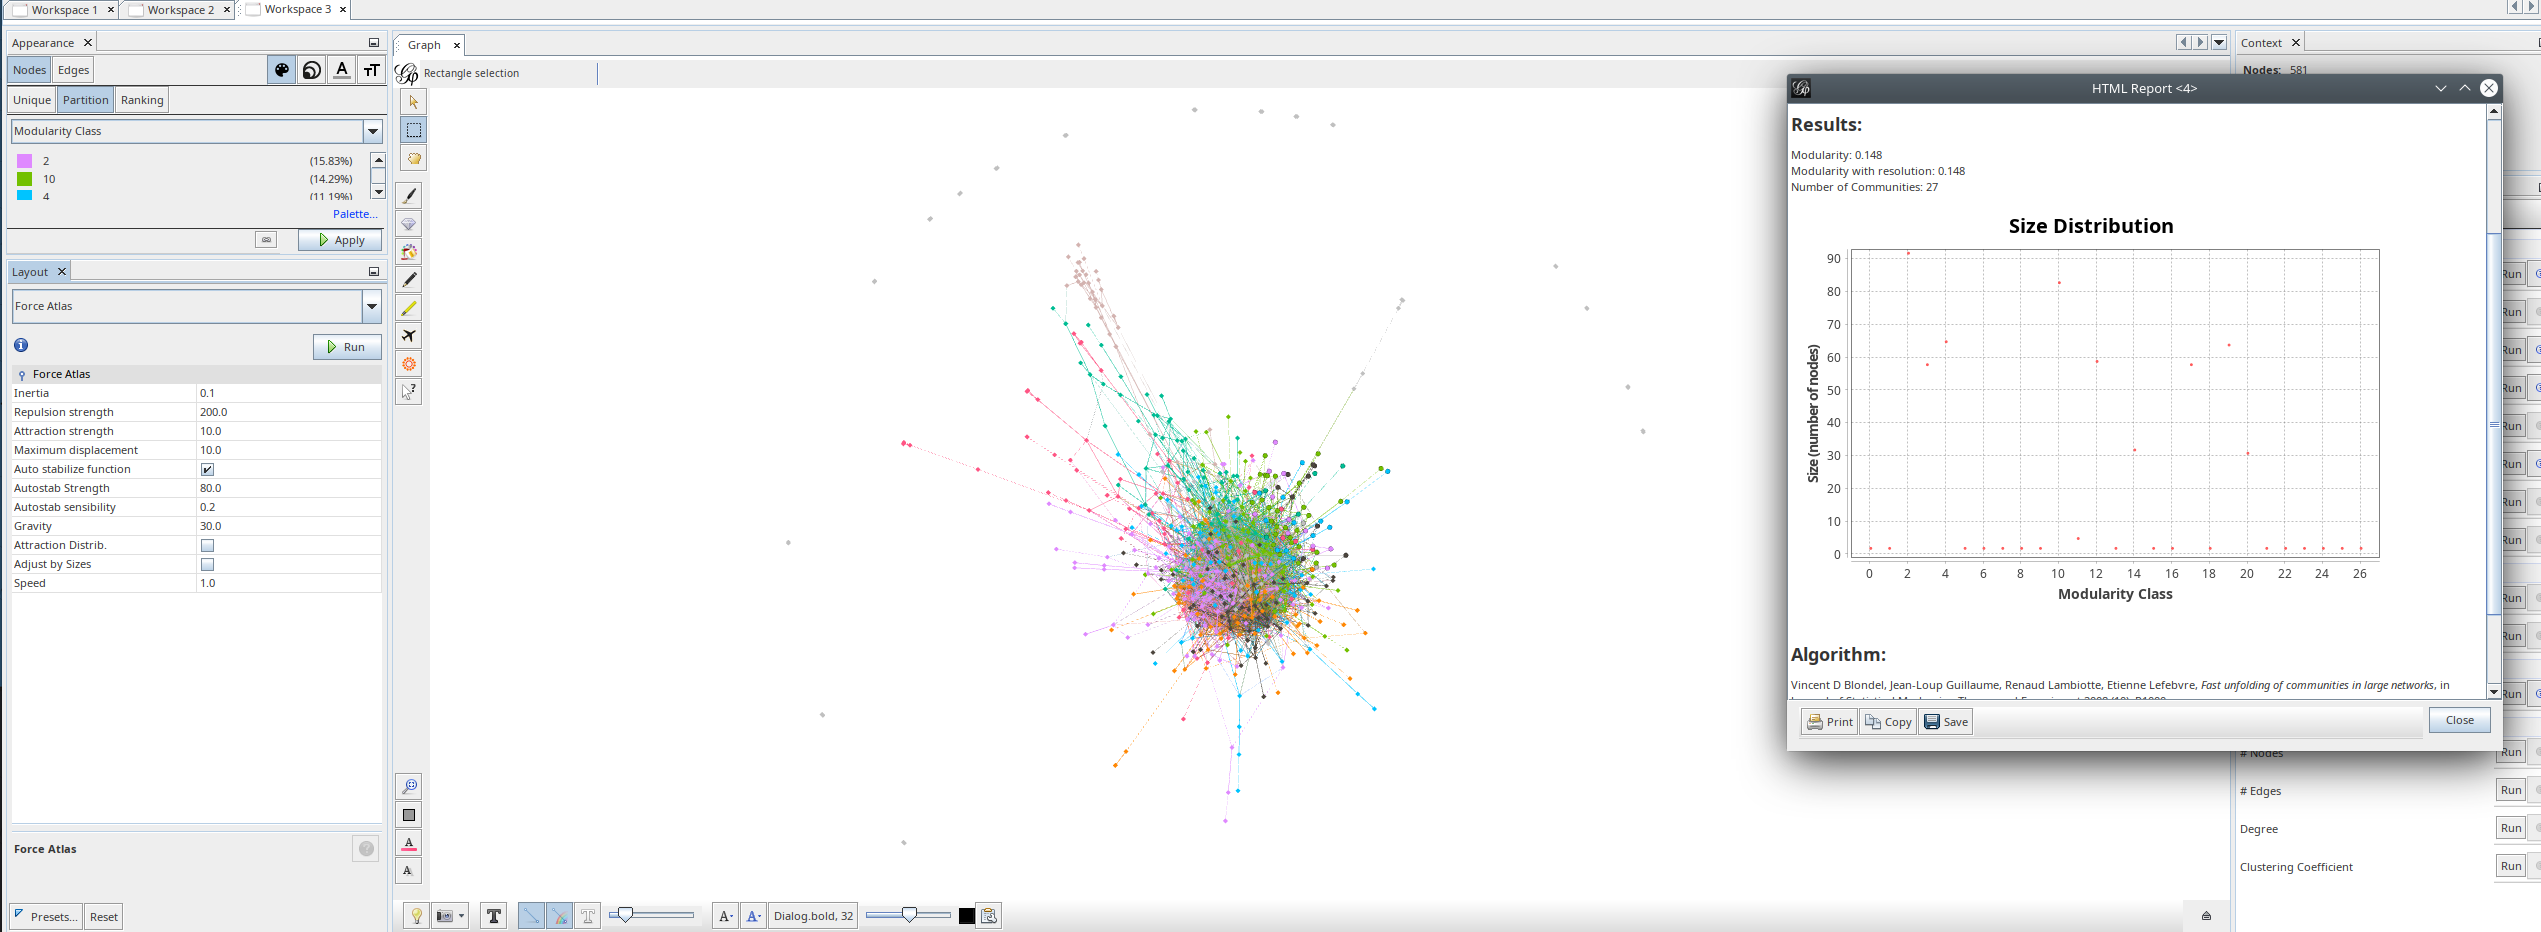 Workspace 1
Workspace 2
Workspace 3
Appearance
Nodes
Edges
Unique
Partition
Ranking
Modularity Class
2 (15.83%)
10 (14.29%)
4 (11.19%)
Palette...
Apply
Layout
Force Atlas
Run
Force Atlas
Inertia 0.1
Repulsion strength 200.0
Attraction strength 10.0
Maximum displacement 10.0
Auto stabilize function
Autostab Strength 80.0
Autostab sensibility 0.2
Gravity 30.0
Attraction Distrib.
Adjust by Sizes
Speed 1.0
Force Atlas
Presets...
Reset
Graph
Rectangle selection
Dialog.bold, 32
Context
Nodes: 581
HTML Report <4>
Results:
Modularity: 0.148
Modularity with resolution: 0.148
Number of Communities: 27
Size Distribution
Size (number of nodes)
90
80
70
60
50
40
30
20
10
0
0 2 4 6 8 10 12 14 16 18 20 22 24 26
Modularity Class
Algorithm:
Vincent D Blondel, Jean-Loup Guillaume, Renaud Lambiotte, Etienne Lefebvre, Fast unfolding of communities in large networks, in
Print
Copy
Save
Close
Run
Run
Run
Run
Run
Run
Run
Run
Run
Run
Run
# Nodes Run
# Edges Run
Degree Run
Clustering Coefficient Run